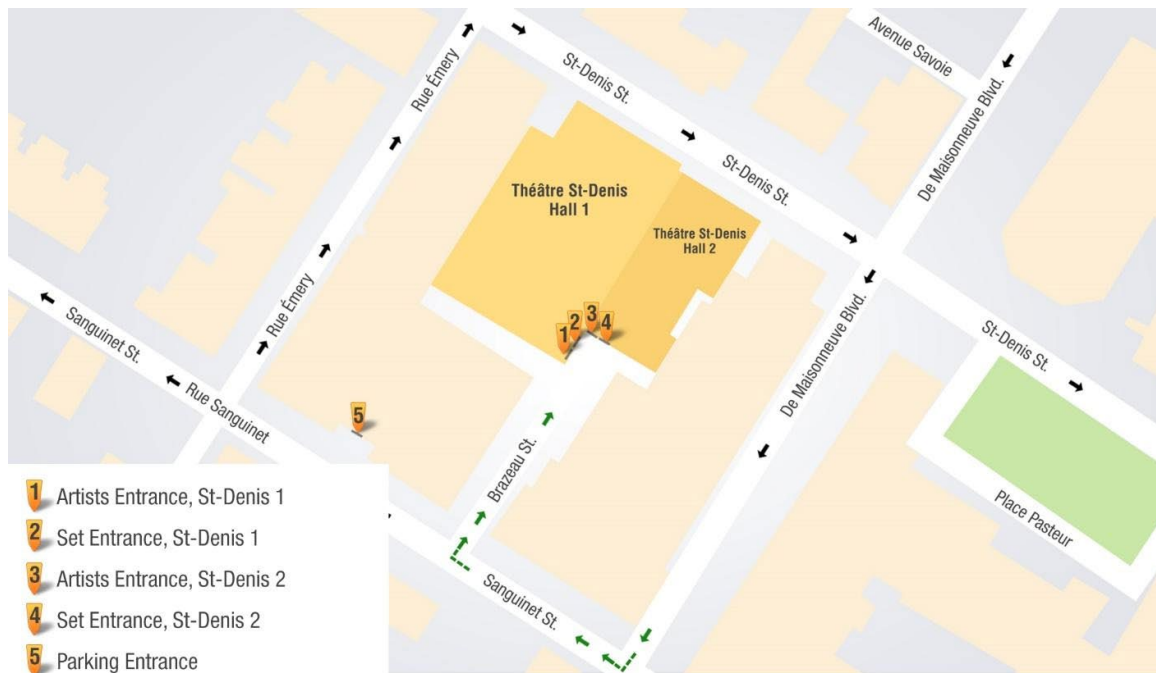 Avenue Savoie
St-Denis St.
De Maisonneuve Blvd.
Rue Émery
St-Denis St.
Théâtre St-Denis
Hall 1
Théâtre St-Denis
Hall 2
Rue Émery
Sanguinet St.
De Maisonneuve Blvd.
St-Denis St.
1
2
3
4
Rue Sanguinet
5
Brazeau St.
Place Pasteur
Sanguinet St.
1 Artists Entrance, St-Denis 1
2 Set Entrance, St-Denis 1
3 Artists Entrance, St-Denis 2
4 Set Entrance, St-Denis 2
5 Parking Entrance